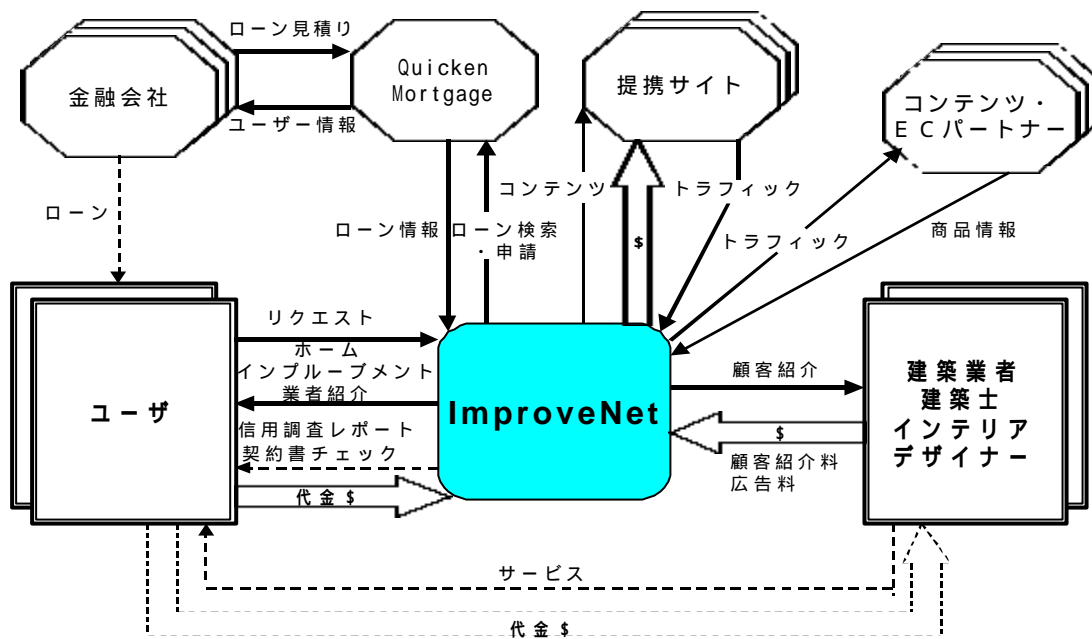 ローン見積り
金融会社
Quicken
Mortgage
ユーザー情報
提携サイト
コンテンツ・
ECパートナー
ローン
ローン情報
ローン検索
・申請
コンテンツ
$
トラフィック
トラフィック
商品情報
ユーザ
リクエスト
ホーム
インプルーブメント
業者紹介
信用調査レポート
契約書チェック
代金$
ImproveNet
顧客紹介
$
顧客紹介料
広告料
建築業者
建築士
インテリア
デザイナー
サービス
代金$